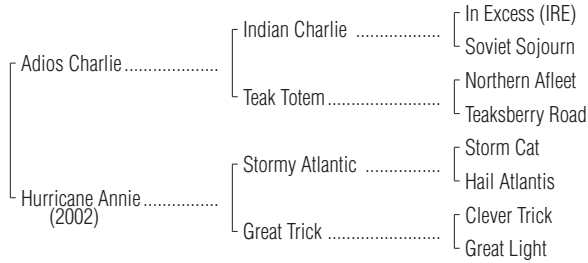 In Excess (IRE)
Indian Charlie ...................
Soviet Sojourn
Adios Charlie .....................
Northern Afleet
Teak Totem .........................
Teaksberry Road
Storm Cat
Stormy Atlantic .................
Hail Atlantis
Hurricane Annie .................
(2002)
Clever Trick
Great Trick ..........................
Great Light